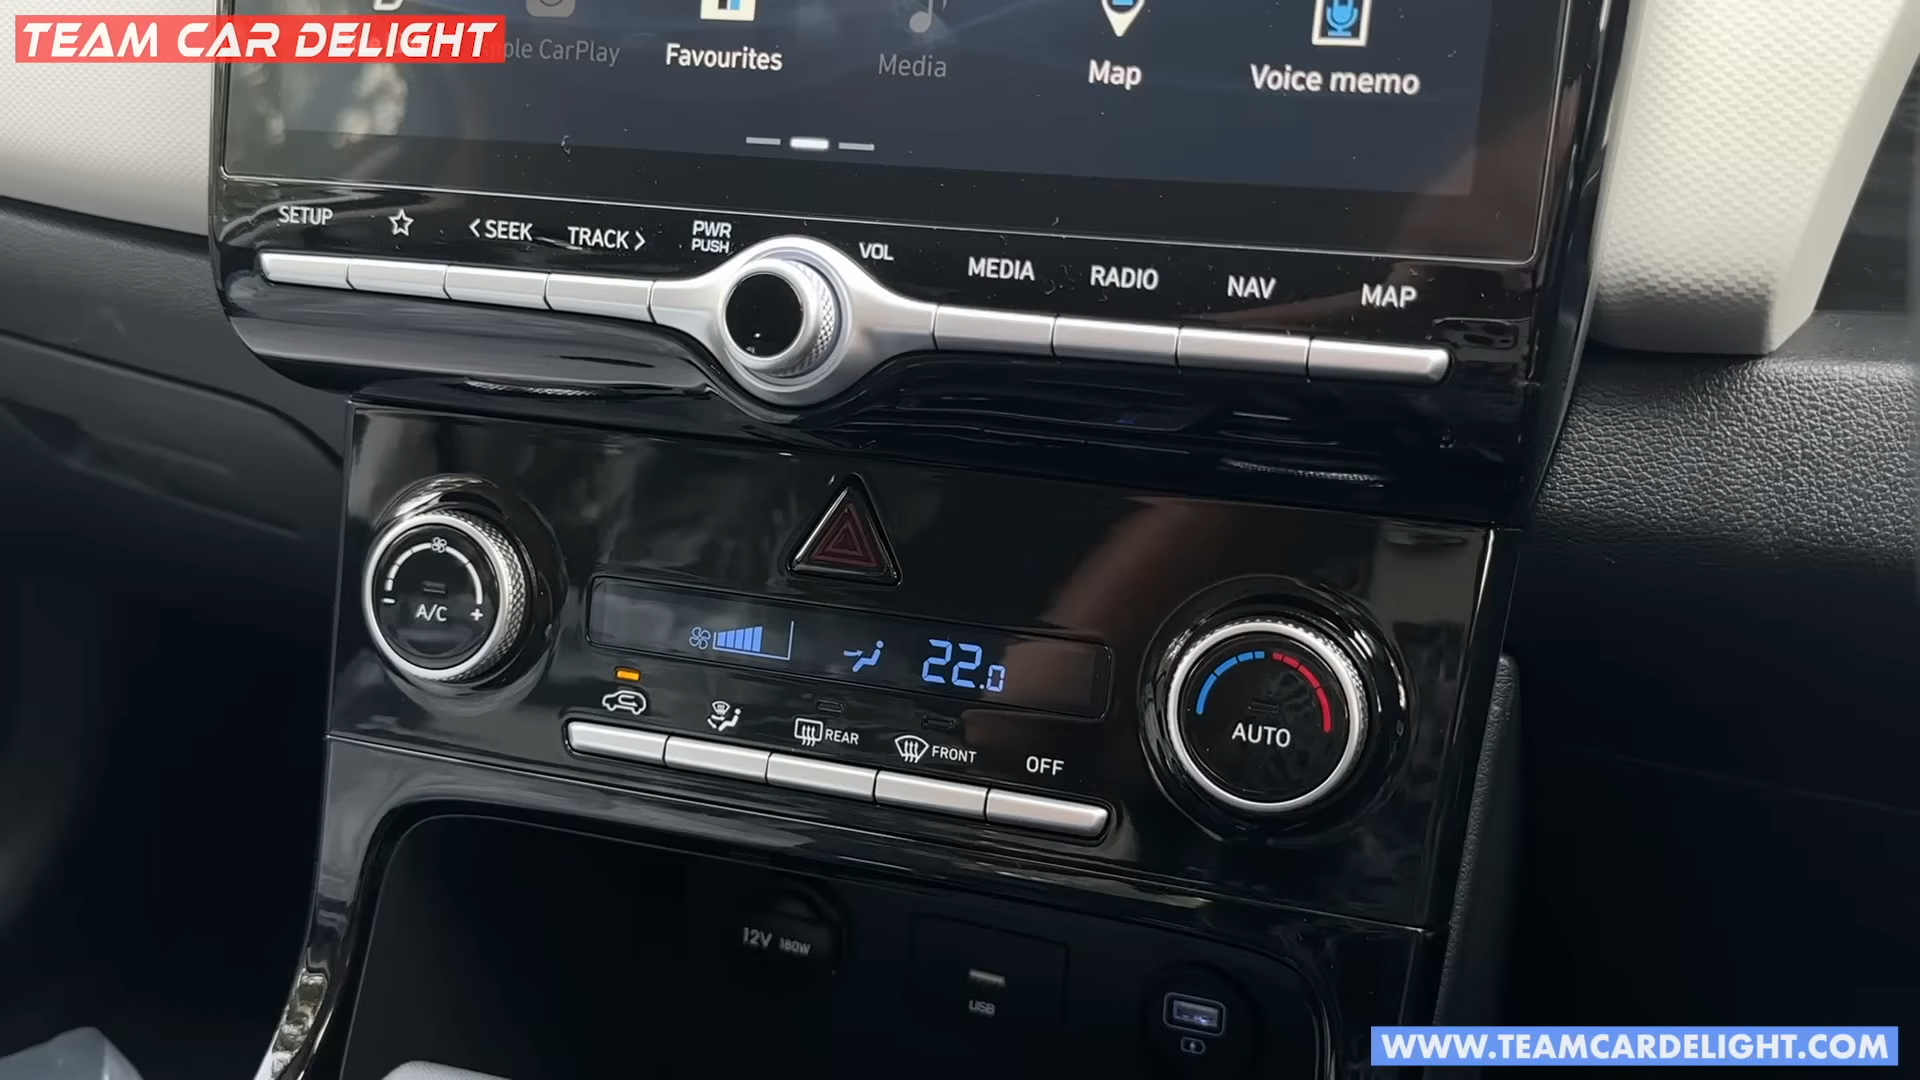 TEAM CAR DELIGHT
ple CarPlay
Favourites
Media
Map
Voice memo
SETUP
< SEEK
TRACK >
PWR
PUSH
VOL
MEDIA
RADIO
NAV
MAP
A/C
- +
22.0
REAR
FRONT
OFF
AUTO
12V 180W
USB
WWW.TEAMCARDELIGHT.COM